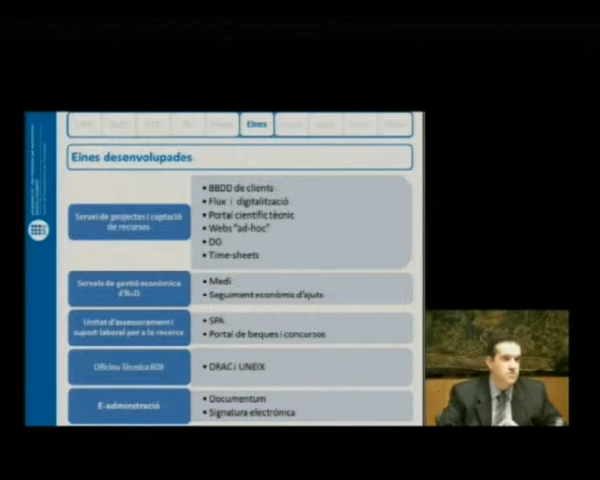 Eines
Eines desenvolupades
Servei de projectes i captació
de recursos
• BBDD de clients
• Flux i digitalització
• Portal científic tècnic
• Webs "ad-hoc"
• DO
• Time-sheets
Serveis de gestió econòmica
d'R+D
• Medi
• Seguiment econòmic d'ajuts
Unitat d'assessorament i
suport laboral per a la recerca
• SPA
• Portal de beques i concursos
Oficina Tècnica RDI
• DRAC i UNEIX
E-adminstració
• Documentum
• Signatura electrònica